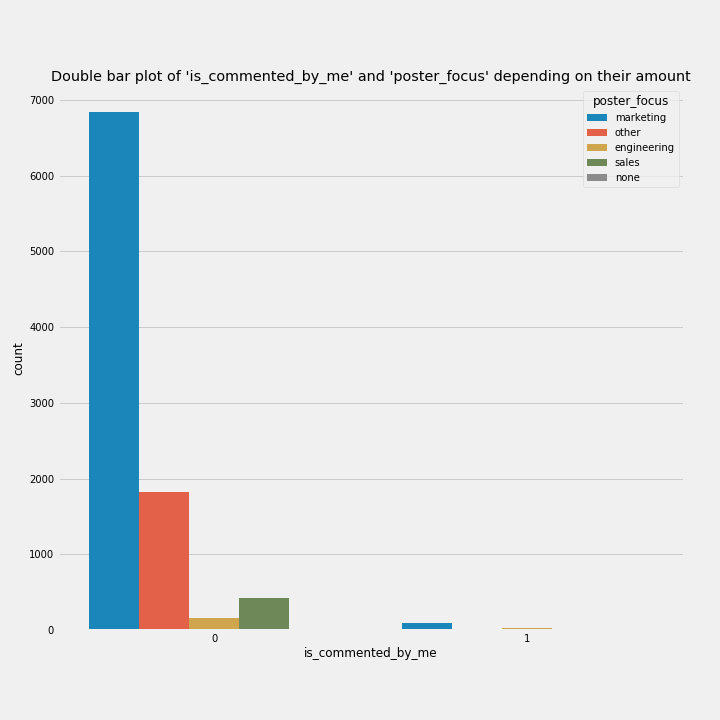 Double bar plot of 'is_commented_by_me' and 'poster_focus' depending on their amount
poster_focus
marketing
other
engineering
sales
none
7000
6000
5000
4000
3000
2000
1000
0
count
0
1
is_commented_by_me